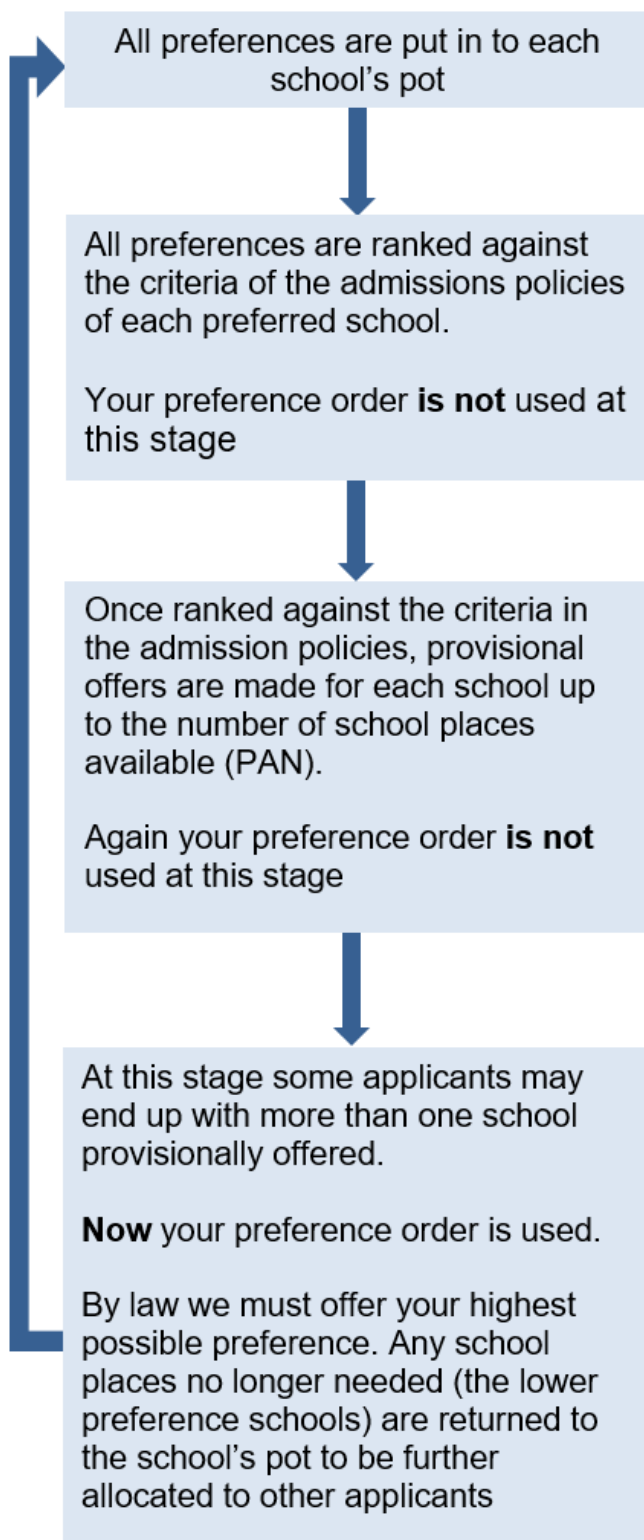 All preferences are put in to each
school’s pot
All preferences are ranked against
the criteria of the admissions policies
of each preferred school.
Your preference order is not used at
this stage
Once ranked against the criteria in
the admission policies, provisional
offers are made for each school up
to the number of school places
available (PAN).
Again your preference order is not
used at this stage
At this stage some applicants may
end up with more than one school
provisionally offered.
Now your preference order is used.
By law we must offer your highest
possible preference. Any school
places no longer needed (the lower
preference schools) are returned to
the school’s pot to be further
allocated to other applicants